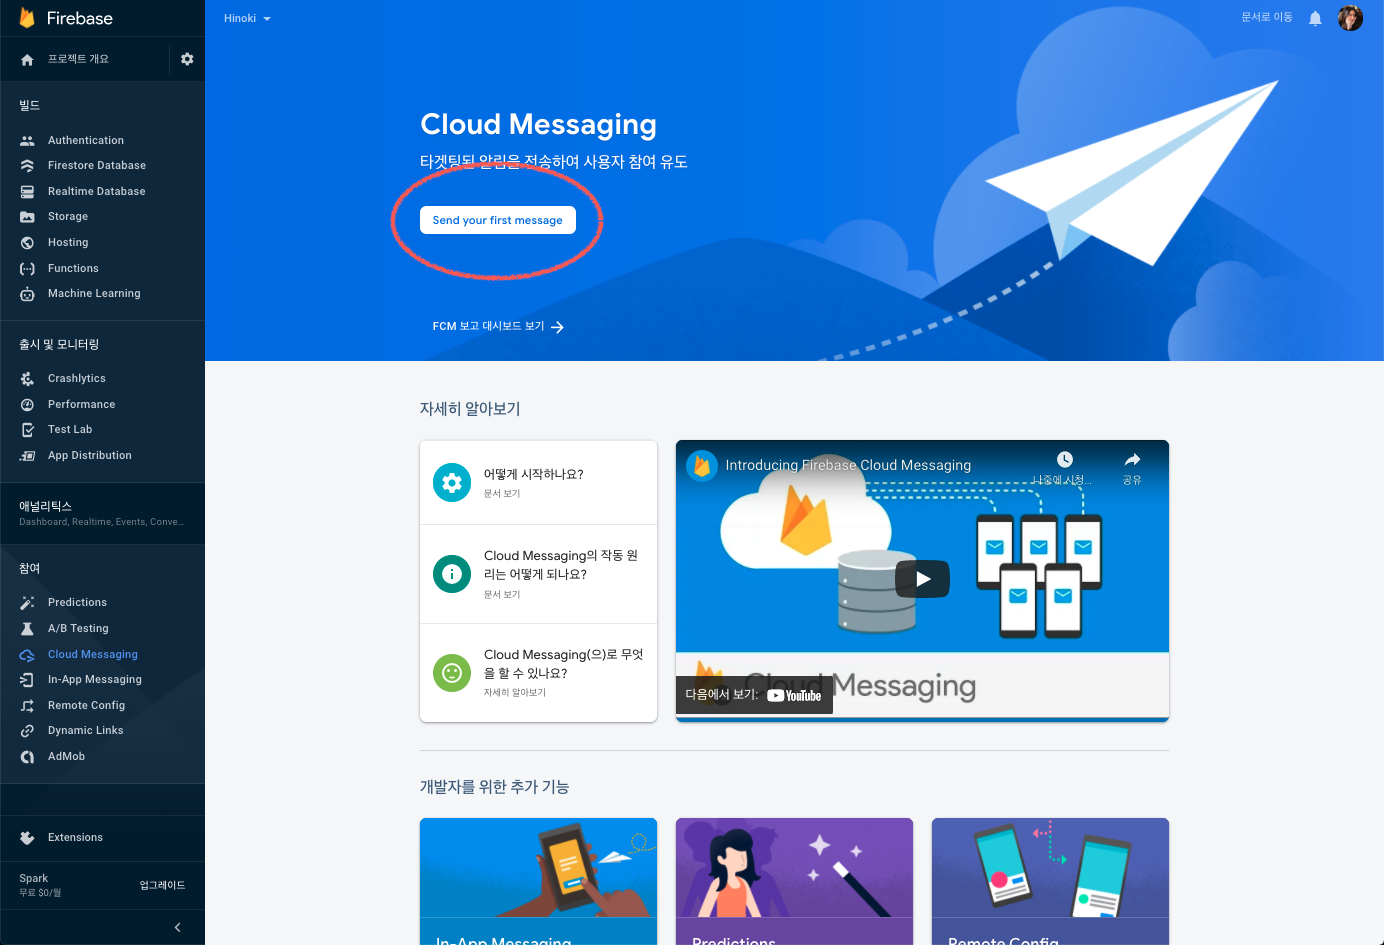 Firebase
프로젝트 개요
빌드
Authentication
Firestore Database
Realtime Database
Storage
Hosting
Functions
Machine Learning
출시 및 모니터링
Crashlytics
Performance
Test Lab
App Distribution
애널리틱스
Dashboard, Realtime, Events, Conve...
참여
Predictions
A/B Testing
Cloud Messaging
In-App Messaging
Remote Config
Dynamic Links
AdMob
Extensions
Spark
무료 $0/월
업그레이드
Hinoki
문서로 이동
Cloud Messaging
타겟팅된 알림을 전송하여 사용자 참여 유도
Send your first message
FCM 보고 대시보드 보기
자세히 알아보기
어떻게 시작하나요?
문서 보기
Cloud Messaging의 작동 원
리는 어떻게 되나요?
문서 보기
Cloud Messaging(으)로 무엇
을 할 수 있나요?
자세히 알아보기
Introducing Firebase Cloud Messaging
나중에 시청...
공유
Cloud Messaging
다음에서 보기: YouTube
개발자를 위한 추가 기능
In-App Messaging
Predictions
Remote Config